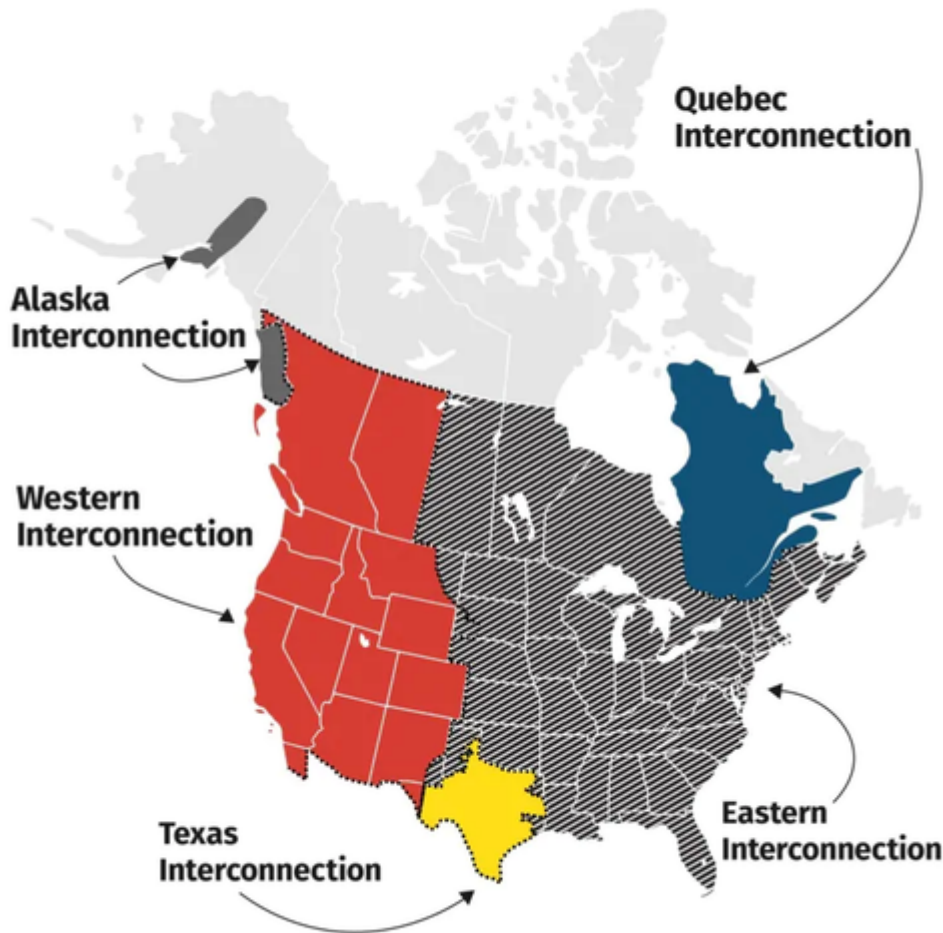 Quebec
Interconnection
Alaska
Interconnection
Western
Interconnection
Texas
Interconnection
Eastern
Interconnection